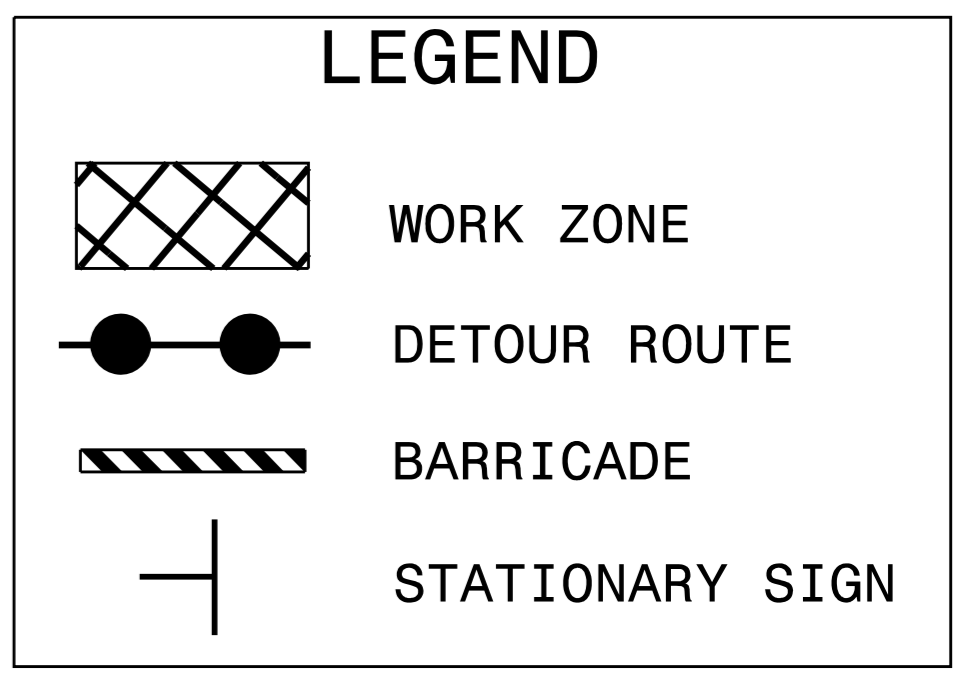 LEGEND
WORK ZONE
DETOUR ROUTE
BARRICADE
STATIONARY SIGN